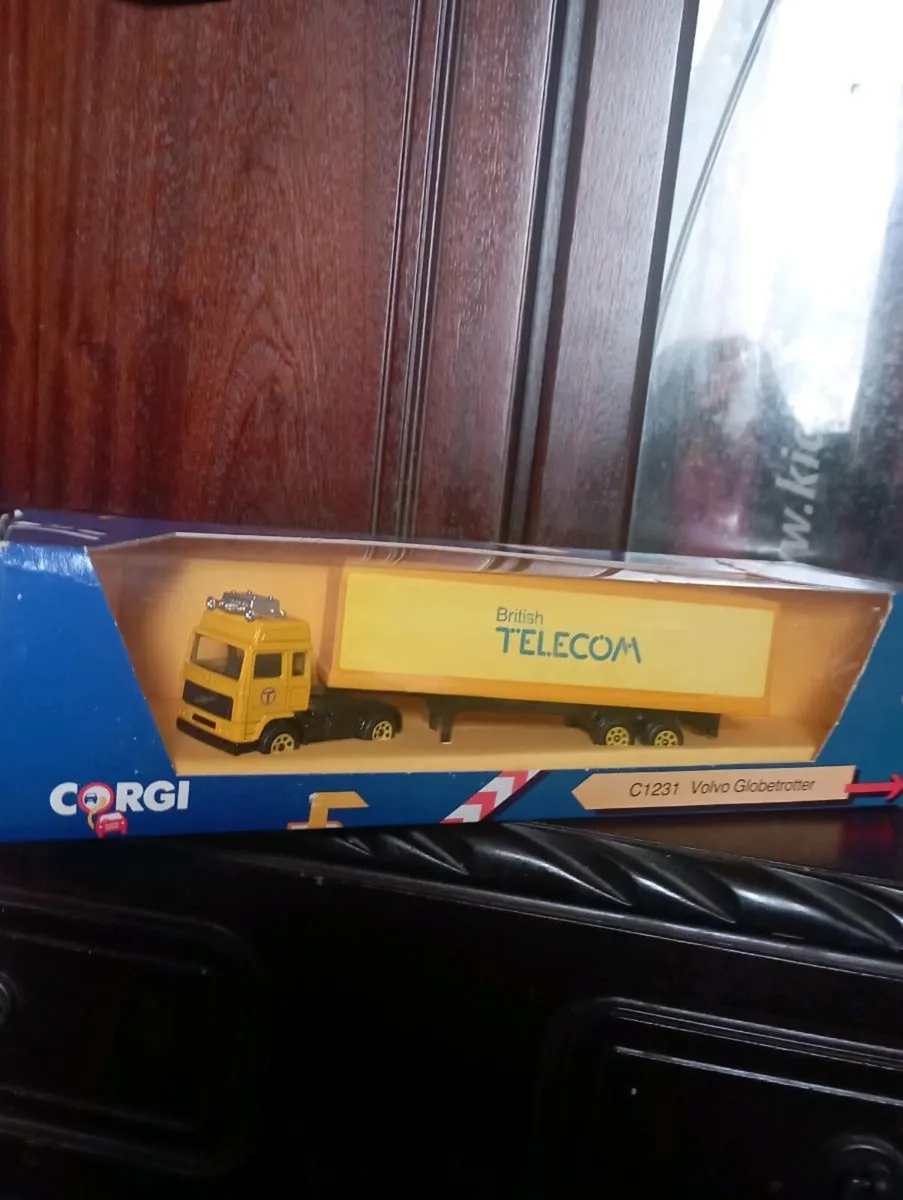 British
TELECOM
CORGI
C1231 Volvo Globetrotter